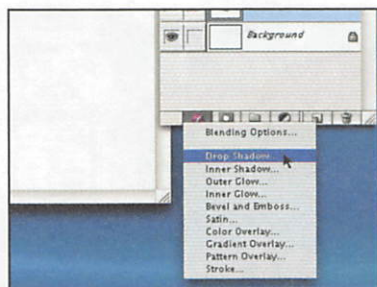 Background
Blending Options...
Drop Shadow...
Inner Shadow...
Outer Glow...
Inner Glow...
Bevel and Emboss...
Satin...
Color Overlay...
Gradient Overlay...
Pattern Overlay...
Stroke...